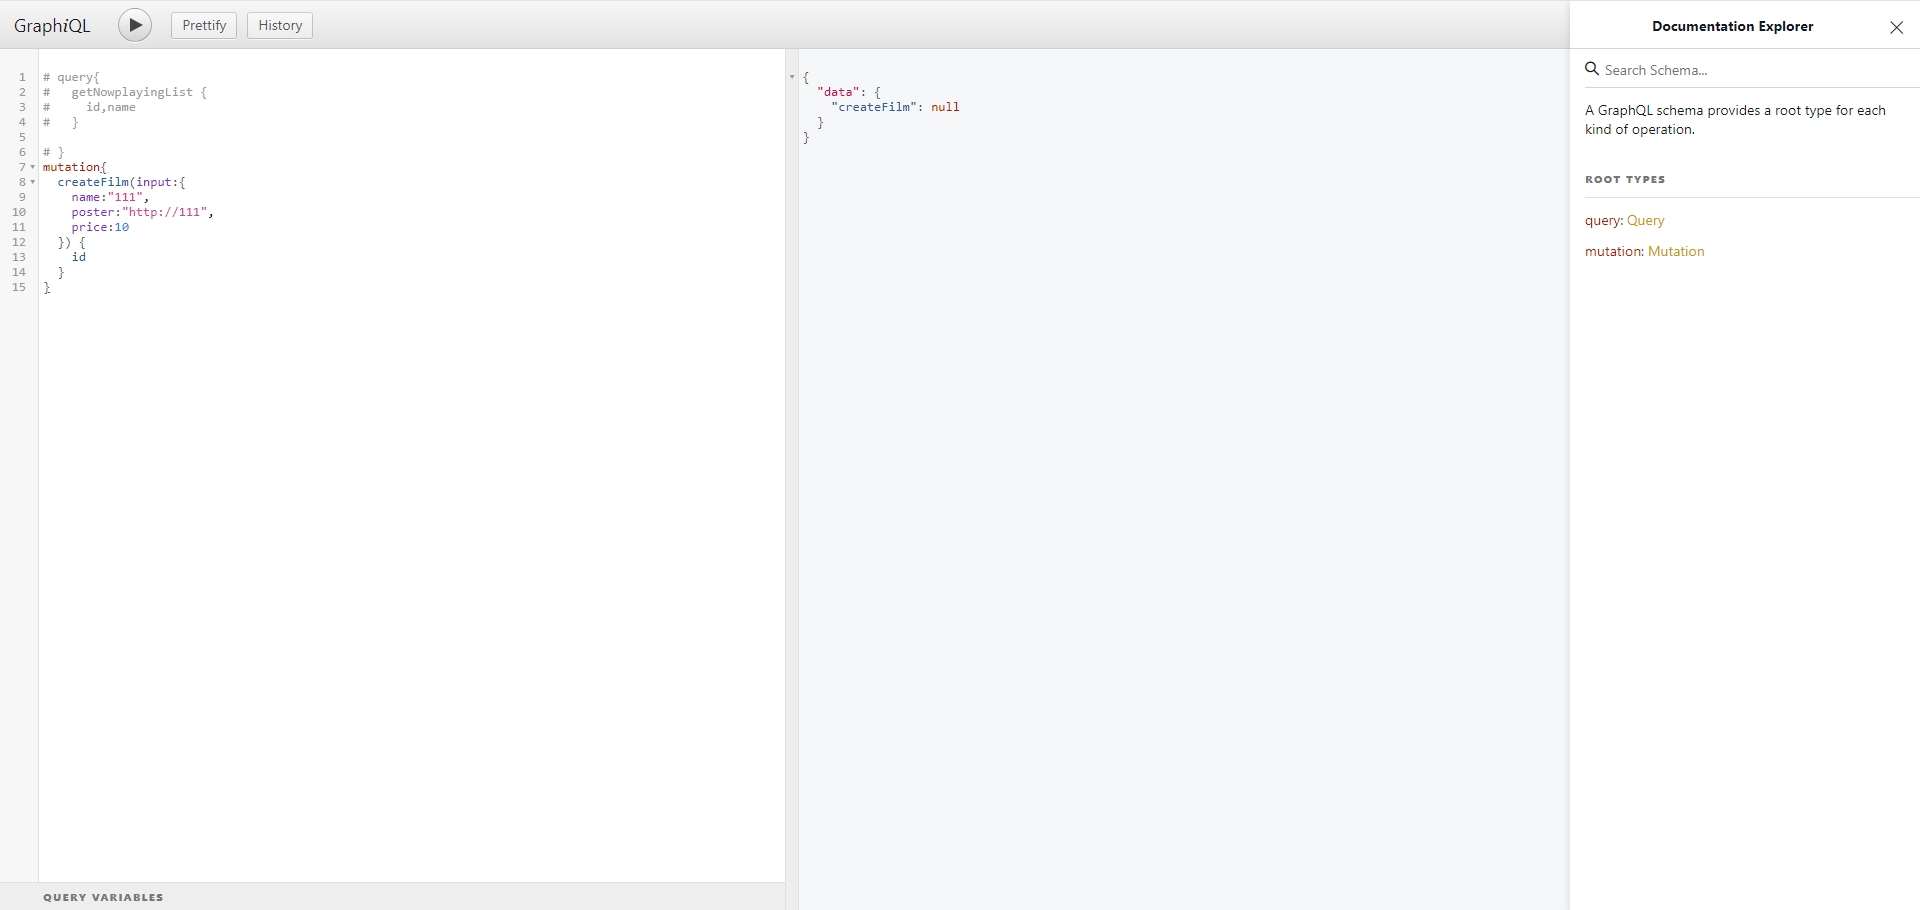 GraphiQL
Prettify
History
1 # query{
2 #   getNowplayingList {
3 #     id,name
4 #   }
5
6 # }
7 mutation{
8   createFilm(input:{
9     name:"111",
10     poster:"http://111",
11     price:10
12   }) {
13     id
14   }
15 }
QUERY VARIABLES
{
  "data": {
    "createFilm": null
  }
}
Documentation Explorer
Search Schema...
A GraphQL schema provides a root type for each
kind of operation.
ROOT TYPES
query: Query
mutation: Mutation